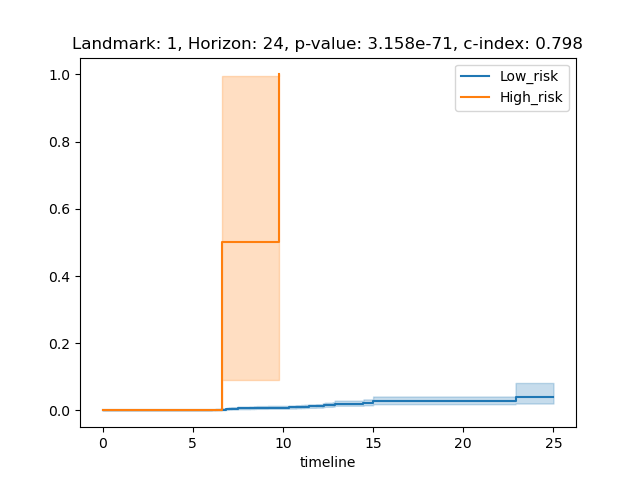 Landmark: 1, Horizon: 24, p-value: 3.158e-71, c-index: 0.798
Low_risk
High_risk
1.0
0.8
0.6
0.4
0.2
0.0
0 5 10 15 20 25
timeline